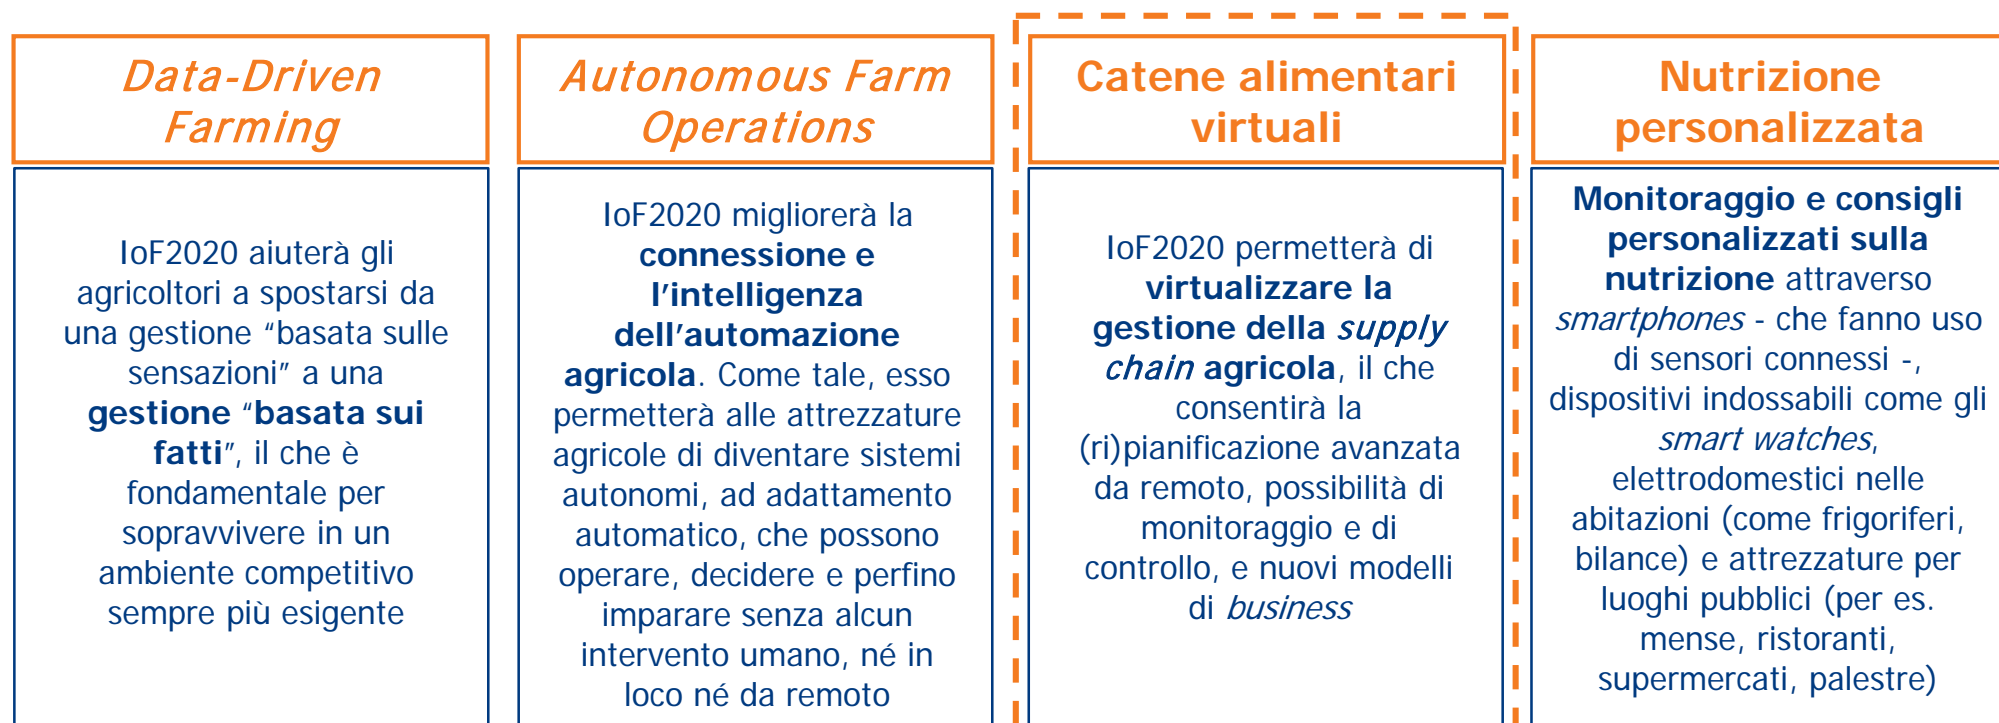 Data-Driven
Farming
IoF2020 aiuterà gli
agricoltori a spostarsi da
una gestione “basata sulle
sensazioni” a una
gestione “basata sui
fatti”, il che è
fondamentale per
sopravvivere in un
ambiente competitivo
sempre più esigente
Autonomous Farm
Operations
IoF2020 migliorerà la
connessione e
l’intelligenza
dell’automazione
agricola. Come tale, esso
permetterà alle attrezzature
agricole di diventare sistemi
autonomi, ad adattamento
automatico, che possono
operare, decidere e perfino
imparare senza alcun
intervento umano, né in
loco né da remoto
Catene alimentari
virtuali
IoF2020 permetterà di
virtualizzare la
gestione della supply
chain agricola, il che
consentirà la
(ri)pianificazione avanzata
da remoto, possibilità di
monitoraggio e di
controllo, e nuovi modelli
di business
Nutrizione
personalizzata
Monitoraggio e consigli
personalizzati sulla
nutrizione attraverso
smartphones - che fanno uso
di sensori connessi -,
dispositivi indossabili come gli
smart watches,
elettrodomestici nelle
abitazioni (come frigoriferi,
bilance) e attrezzature per
luoghi pubblici (per es.
mense, ristoranti,
supermercati, palestre)